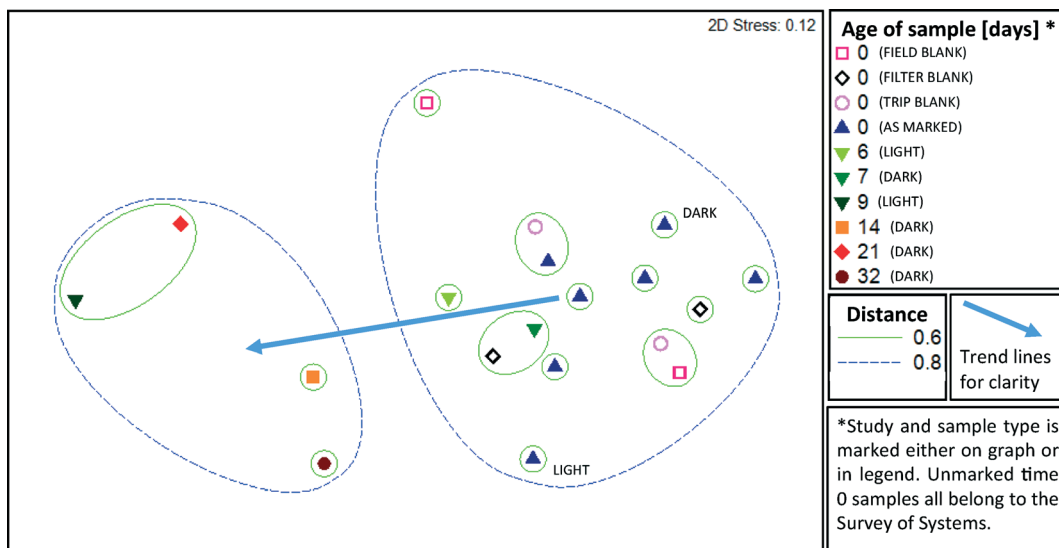 2D Stress: 0.12
DARK
LIGHT
Age of sample [days] *
0 (FIELD BLANK)
0 (FILTER BLANK)
0 (TRIP BLANK)
0 (AS MARKED)
6 (LIGHT)
7 (DARK)
9 (LIGHT)
14 (DARK)
21 (DARK)
32 (DARK)
Distance
0.6
0.8
Trend lines
for clarity
*Study and sample type is
marked either on graph or
in legend. Unmarked time
0 samples all belong to the
Survey of Systems.